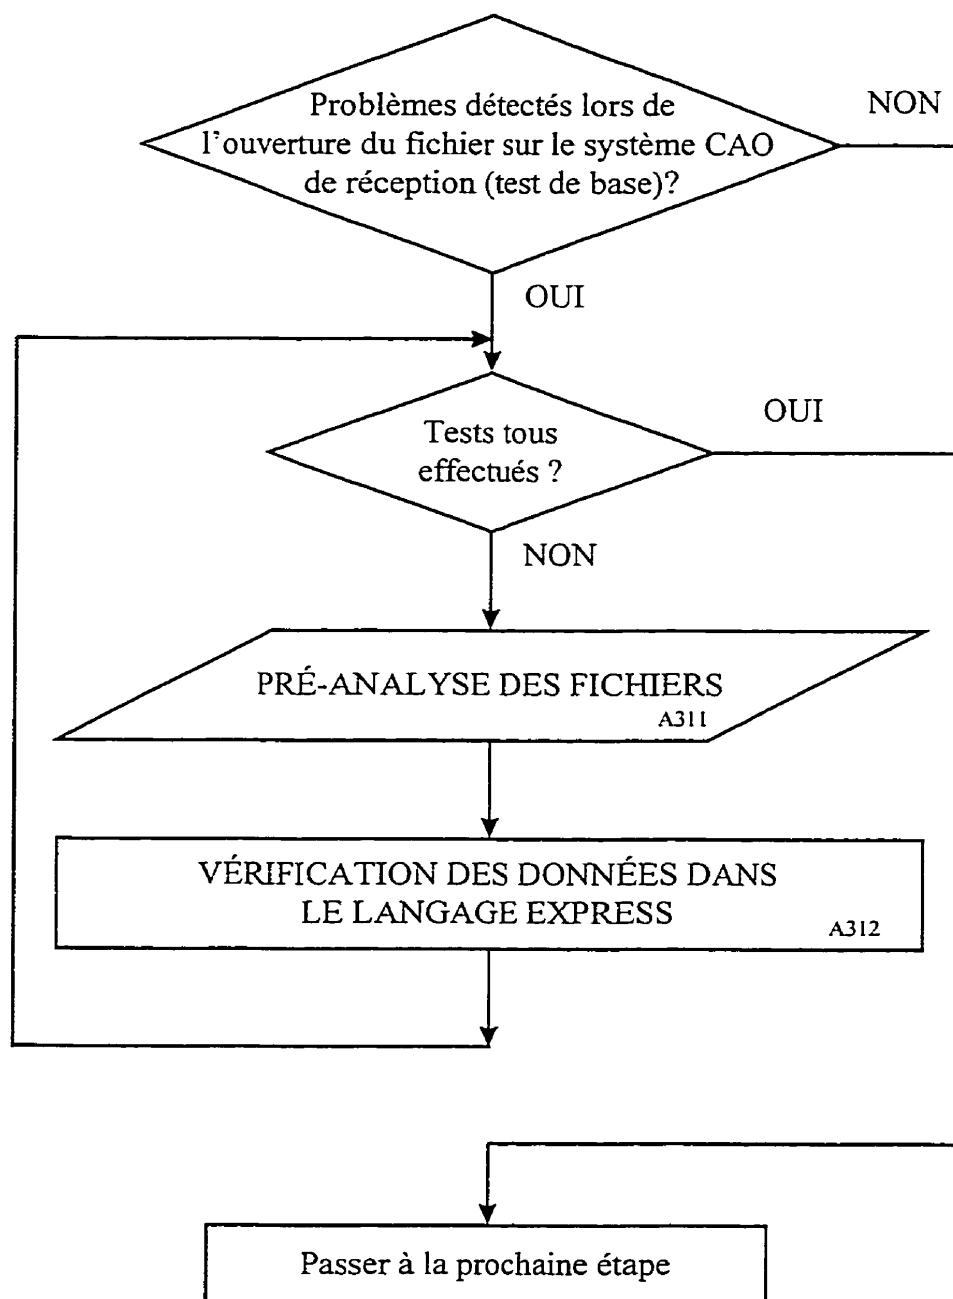 Problèmes détectés lors de
l'ouverture du fichier sur le système CAO
de réception (test de base)?
NON
OUI
Tests tous
effectués ?
OUI
NON
PRÉ-ANALYSE DES FICHIERS
A311
VÉRIFICATION DES DONNÉES DANS
LE LANGAGE EXPRESS
A312
Passer à la prochaine étape